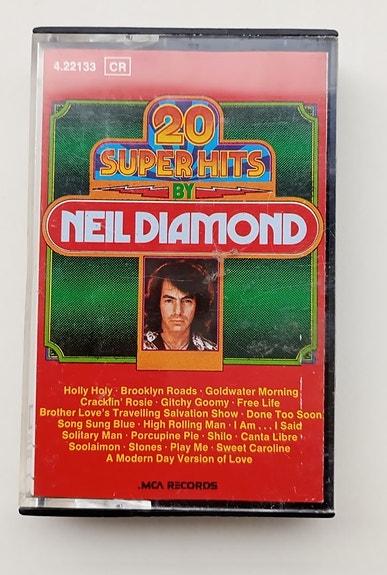 4.22133 CR
20
SUPER HITS
BY
NEIL DIAMOND
Holly Holy · Brooklyn Roads · Goldwater Morning
Cracklin' Rosie · Gitchy Goomy · Free Life
Brother Love's Travelling Salvation Show · Done Too Soon
Song Sung Blue · High Rolling Man · I Am . . . I Said
Solitary Man · Porcupine Pie · Shilo · Canta Libre
Soolaimon · Stones · Play Me · Sweet Caroline
A Modern Day Version of Love
MCA RECORDS